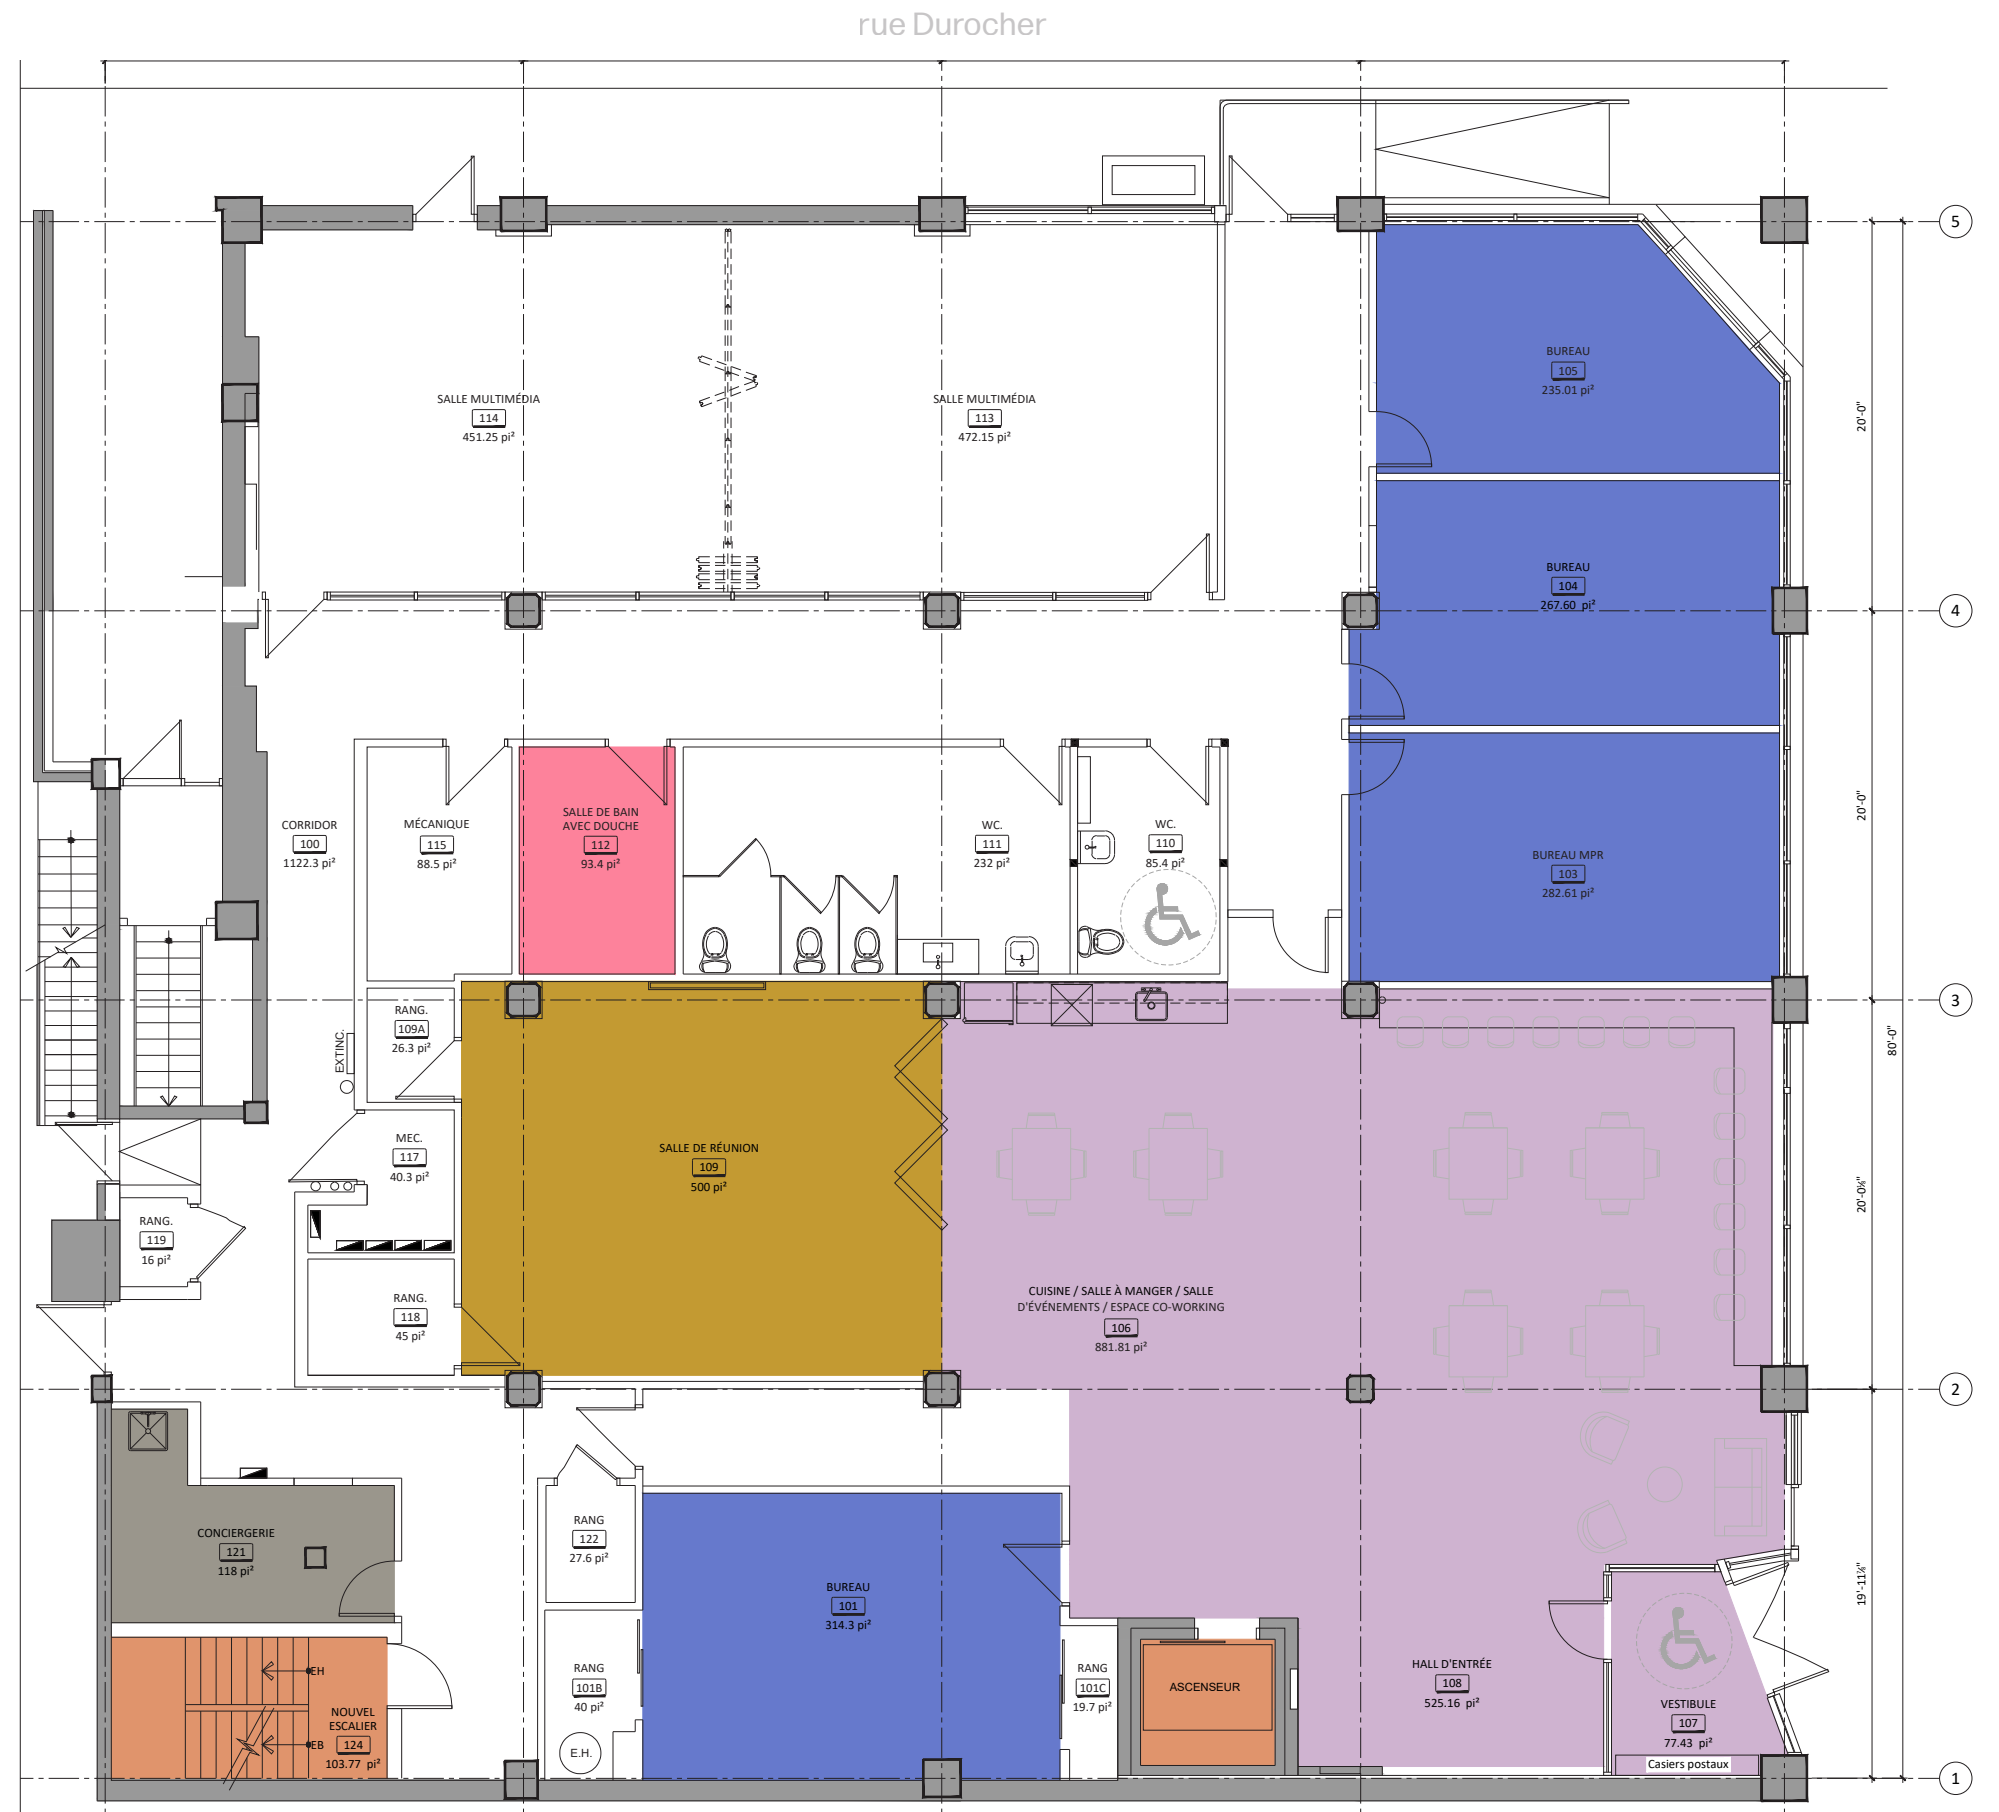 rue Durocher
5
BUREAU
105
235.01 pi²
SALLE MULTIMÉDIA
114
451.25 pi²
SALLE MULTIMÉDIA
113
472.15 pi²
20'-0"
BUREAU
104
267.60 pi²
4
CORRIDOR
100
1122.3 pi²
MÉCANIQUE
115
88.5 pi²
SALLE DE BAIN
AVEC DOUCHE
112
93.4 pi²
WC.
111
232 pi²
WC.
110
85.4 pi²
BUREAU MPR
103
282.61 pi²
20'-0"
3
RANG.
109A
26.3 pi²
EXTINC.
80'-0"
MEC.
117
40.3 pi²
SALLE DE RÉUNION
109
500 pi²
RANG.
119
16 pi²
RANG.
118
45 pi²
CUISINE / SALLE À MANGER / SALLE
D'ÉVÉNEMENTS / ESPACE CO-WORKING
106
881.81 pi²
2
CONCIERGERIE
121
118 pi²
RANG
122
27.6 pi²
BUREAU
101
314.3 pi²
EH
EB
NOUVEL
ESCALIER
124
103.77 pi²
RANG
101B
40 pi²
E.H.
RANG
101C
19.7 pi²
ASCENSEUR
HALL D'ENTRÉE
108
525.16 pi²
VESTIBULE
107
77.43 pi²
Casiers postaux
1